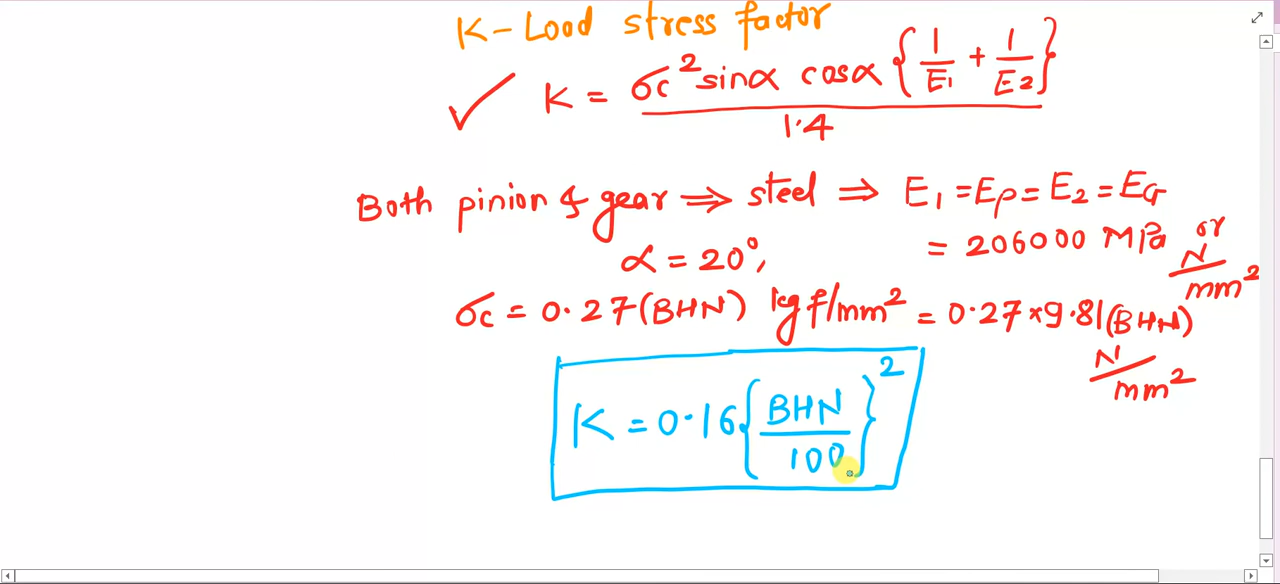 K - Load stress factor
✓ K = σc² sinα cosα {1/E1 + 1/E2} / 1.4
Both pinion & gear ⇒ steel ⇒ E1 = EP = E2 = EG
= 206000 MPa or N/mm²
α = 20°,
σc = 0.27(BHN) kgf/mm² = 0.27×9.81(BHN) N/mm²
K = 0.16 {BHN/100}²